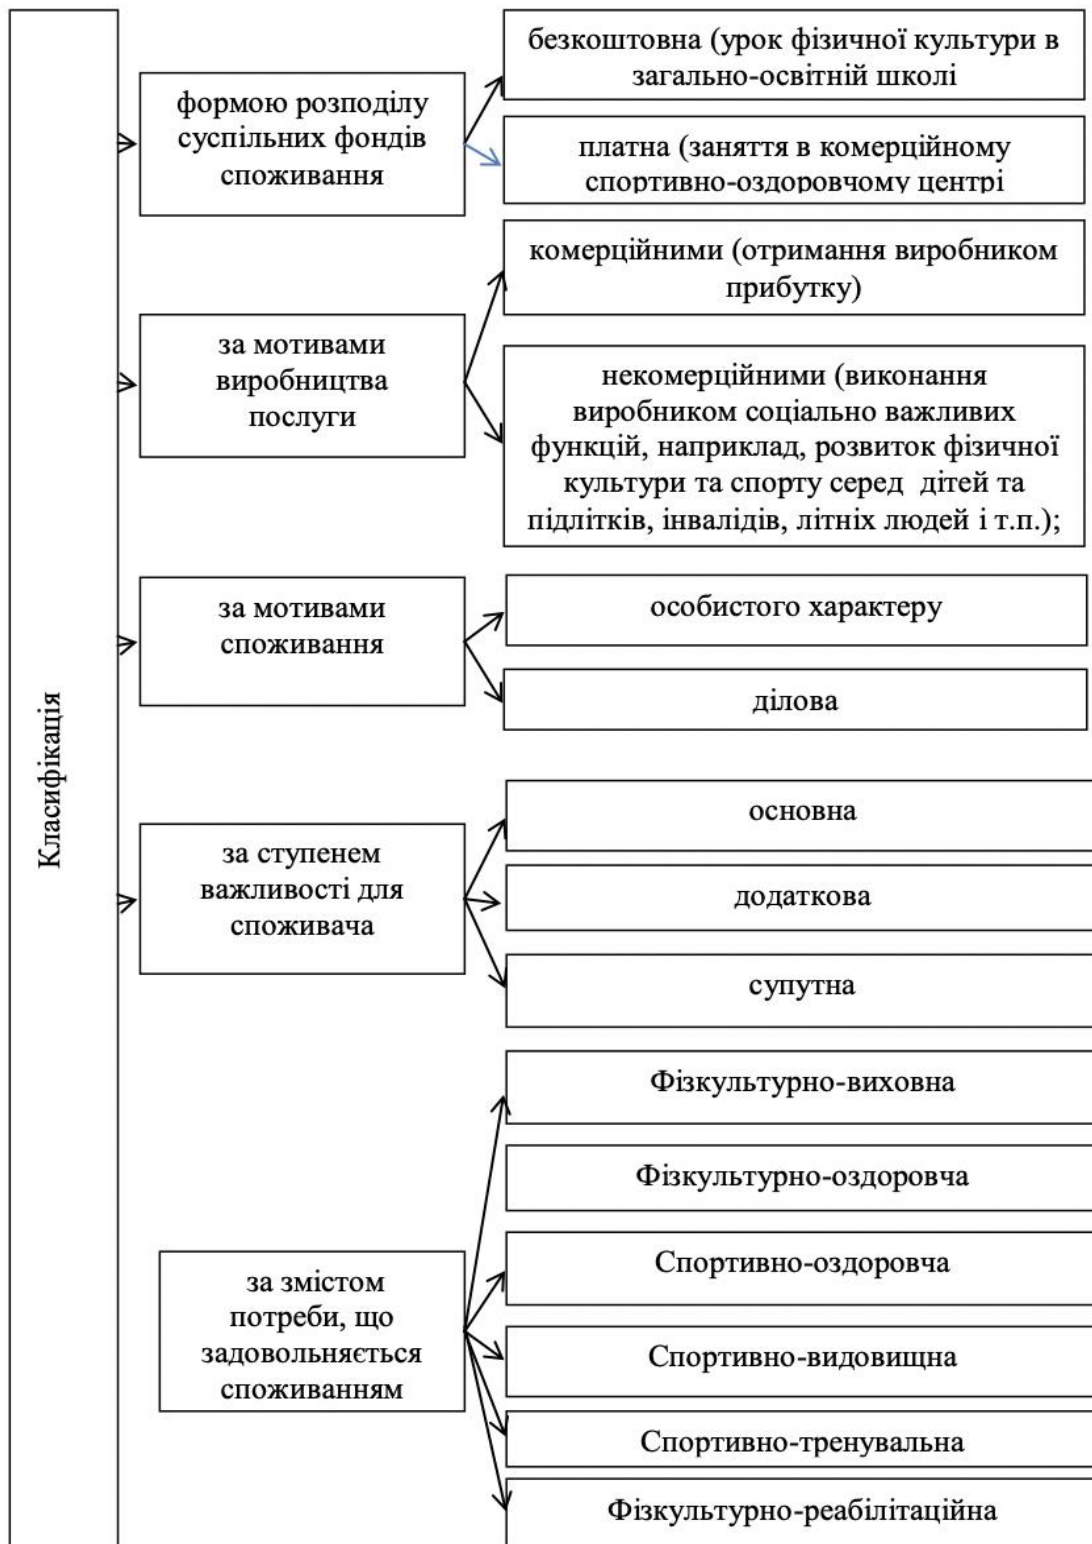 Класифікація
формою розподілу
суспільних фондів
споживання
безкоштовна (урок фізичної культури в
загально-освітній школі
платна (заняття в комерційному
спортивно-оздоровчому центрі
за мотивами
виробництва
послуги
комерційними (отримання виробником
прибутку)
некомерційними (виконання
виробником соціально важливих
функцій, наприклад, розвиток фізичної
культури та спорту серед  дітей та
підлітків, інвалідів, літніх людей і т.п.);
за мотивами
споживання
особистого характеру
ділова
за ступенем
важливості для
споживача
основна
додаткова
супутна
за змістом
потреби, що
задовольняється
споживанням
Фізкультурно-виховна
Фізкультурно-оздоровча
Спортивно-оздоровча
Спортивно-видовищна
Спортивно-тренувальна
Фізкультурно-реабілітаційна